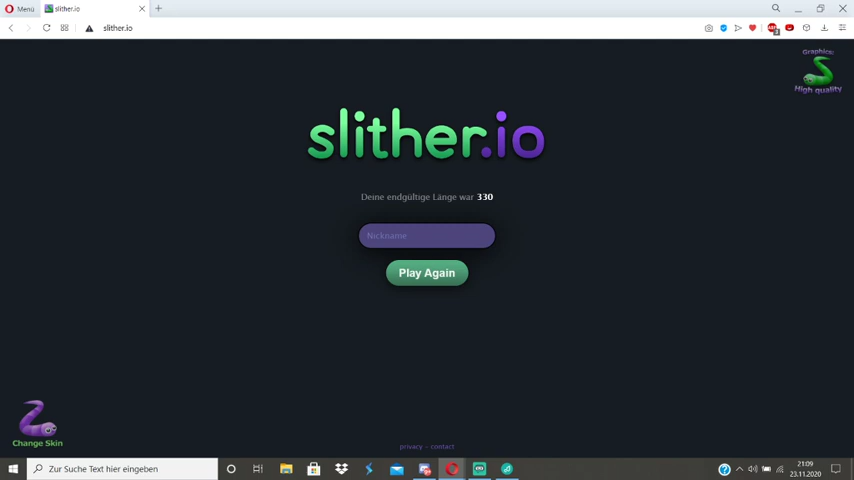 Menü
slither.io
slither.io
Graphics:
High quality
slither.io
Deine endgültige Länge war 330
Nickname
Play Again
Change Skin
privacy - contact
Zur Suche Text hier eingeben
21:09
23.11.2020